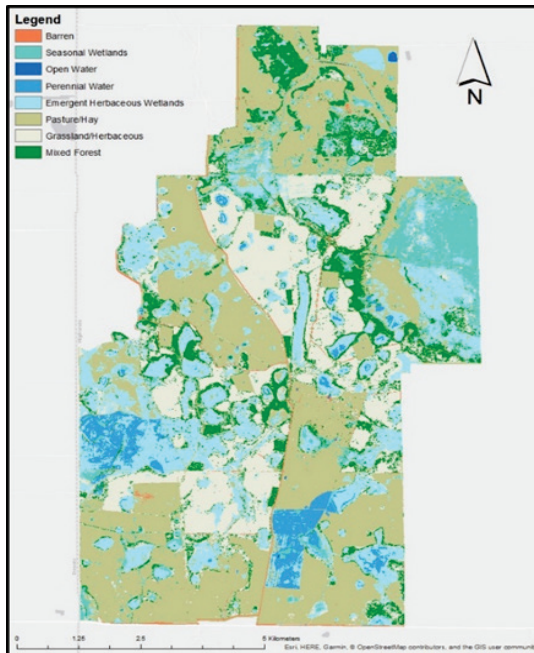 Legend
Barren
Seasonal Wetlands
Open Water
Perennial Water
Emergent Herbaceous Wetlands
Pasture/Hay
Grassland/Herbaceous
Mixed Forest
N
0 1.25 2.5 5 Kilometers
Esri, HERE, Garmin, © OpenStreetMap contributors, and the GIS user communit